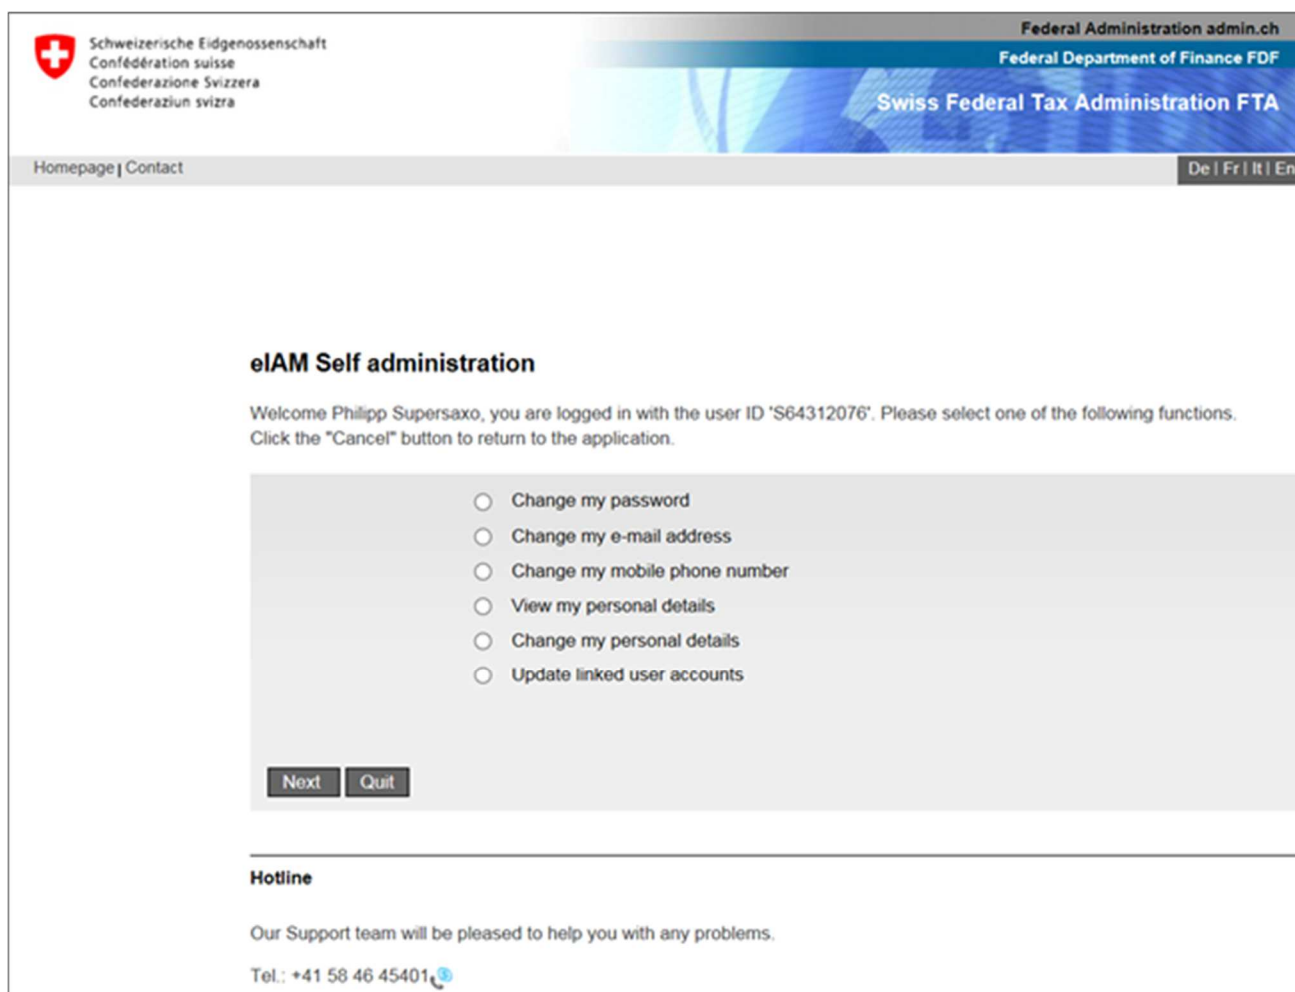 Schweizerische Eidgenossenschaft
Confédération suisse
Confederazione Svizzera
Confederaziun svizra
Federal Administration admin.ch
Federal Department of Finance FDF
Swiss Federal Tax Administration FTA
Homepage | Contact
De | Fr | It | En
eIAM Self administration
Welcome Philipp Supersaxo, you are logged in with the user ID 'S64312076'. Please select one of the following functions.
Click the "Cancel" button to return to the application.
Change my password
Change my e-mail address
Change my mobile phone number
View my personal details
Change my personal details
Update linked user accounts
Next Quit
Hotline
Our Support team will be pleased to help you with any problems.
Tel.: +41 58 46 45401